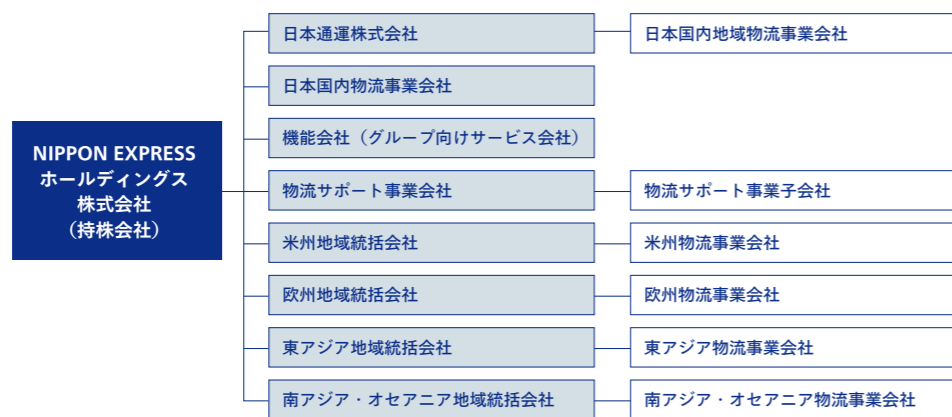 NIPPON EXPRESS
ホールディングス
株式会社
（持株会社）
日本通運株式会社
日本国内地域物流事業会社
日本国内物流事業会社
機能会社（グループ向けサービス会社）
物流サポート事業会社
物流サポート事業子会社
米州地域統括会社
米州物流事業会社
欧州地域統括会社
欧州物流事業会社
東アジア地域統括会社
東アジア物流事業会社
南アジア・オセアニア地域統括会社
南アジア・オセアニア物流事業会社